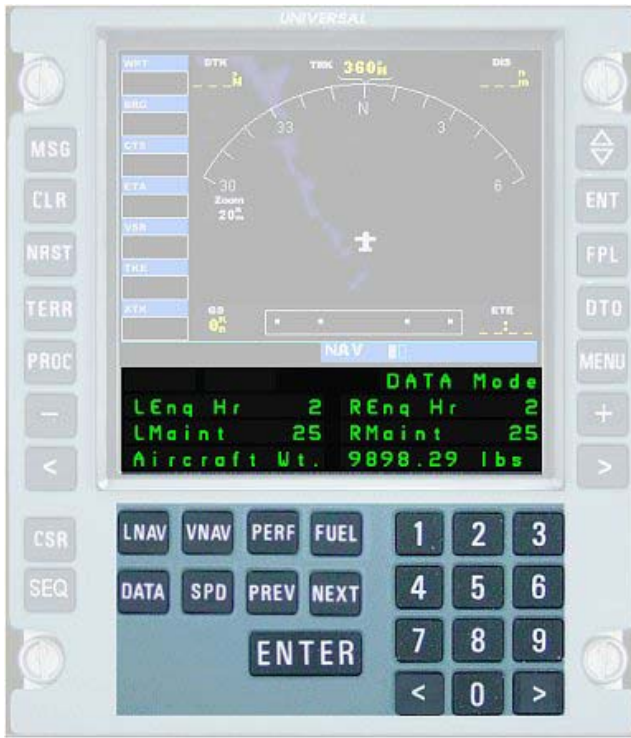 UNIVERSAL
WPT
DTK
TRK 360°M
DIS
_ _ _°M
_ _ _ n m
BRG
N
33
3
CTS
MSG
CLR
ENT
ETA
30
6
Zoom
20 n m
VSR
NRST
FPL
TKE
TERR
DTO
XTK
GS
0 K n
ETE
_ _:_ _
NAV
PROC
MENU
DATA Mode
LEng Hr 2 REng Hr 2
- +
LMaint 25 RMaint 25
Aircraft Wt. 9898.29 lbs
< >
CSR
LNAV VNAV PERF FUEL 1 2 3
SEQ
DATA SPD PREV NEXT 4 5 6
ENTER 7 8 9
< 0 >